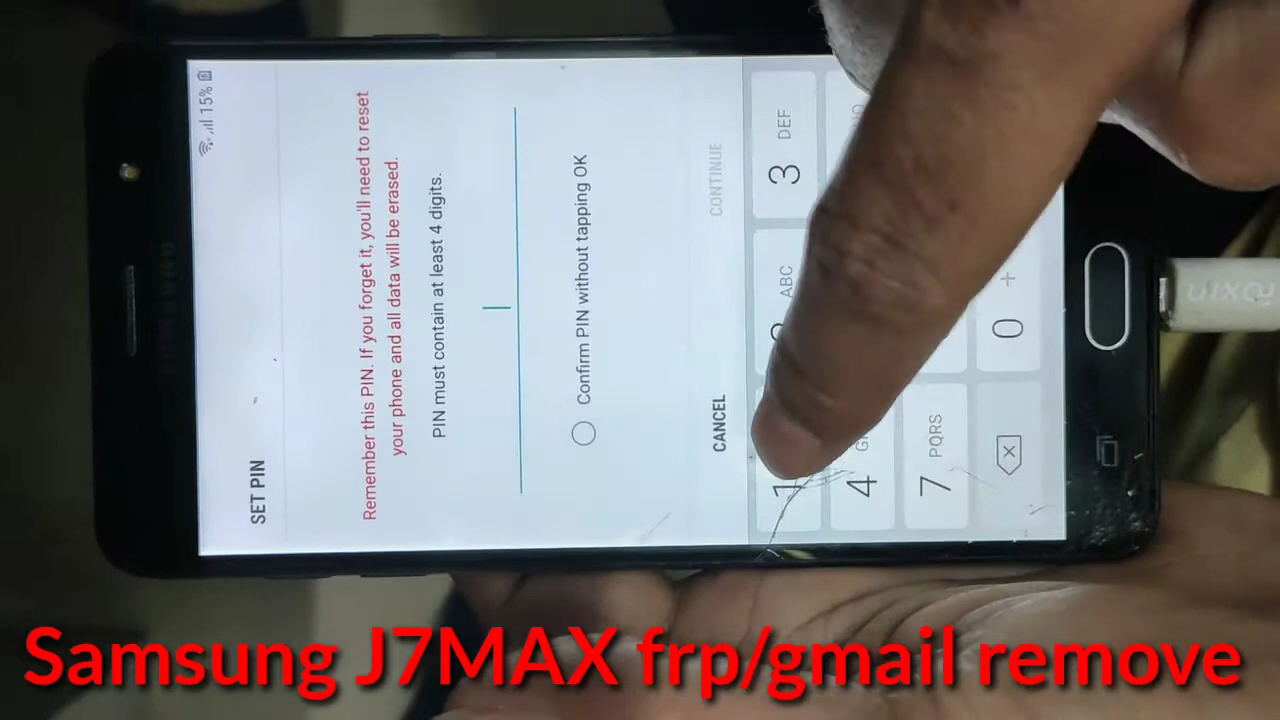 15%
SET PIN
Remember this PIN. If you forget it, you'll need to reset
your phone and all data will be erased.
PIN must contain at least 4 digits.
Confirm PIN without tapping OK
CANCEL CONTINUE
1 ABC 3 DEF
4
7 PQRS
0 +
Samsung J7MAX frp/gmail remove